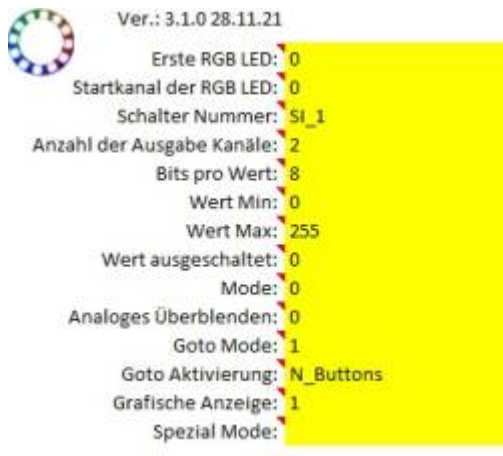 Ver.: 3.1.0 28.11.21
Erste RGB LED: 0
Startkanal der RGB LED: 0
Schalter Nummer: SI_1
Anzahl der Ausgabe Kanäle: 2
Bits pro Wert: 8
Wert Min: 0
Wert Max: 255
Wert ausgeschaltet: 0
Mode: 0
Analoges Überblenden: 0
Goto Mode: 1
Goto Aktivierung: N_Buttons
Grafische Anzeige: 1
Spezial Mode: